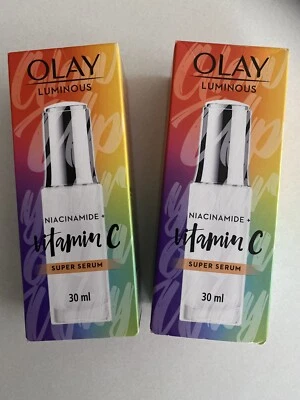 OLAY
LUMINOUS
NIACINAMIDE +
vitamin C
SUPER SERUM
30 ml
OLAY
LUMINOUS
NIACINAMIDE +
vitamin C
SUPER SERUM
30 ml